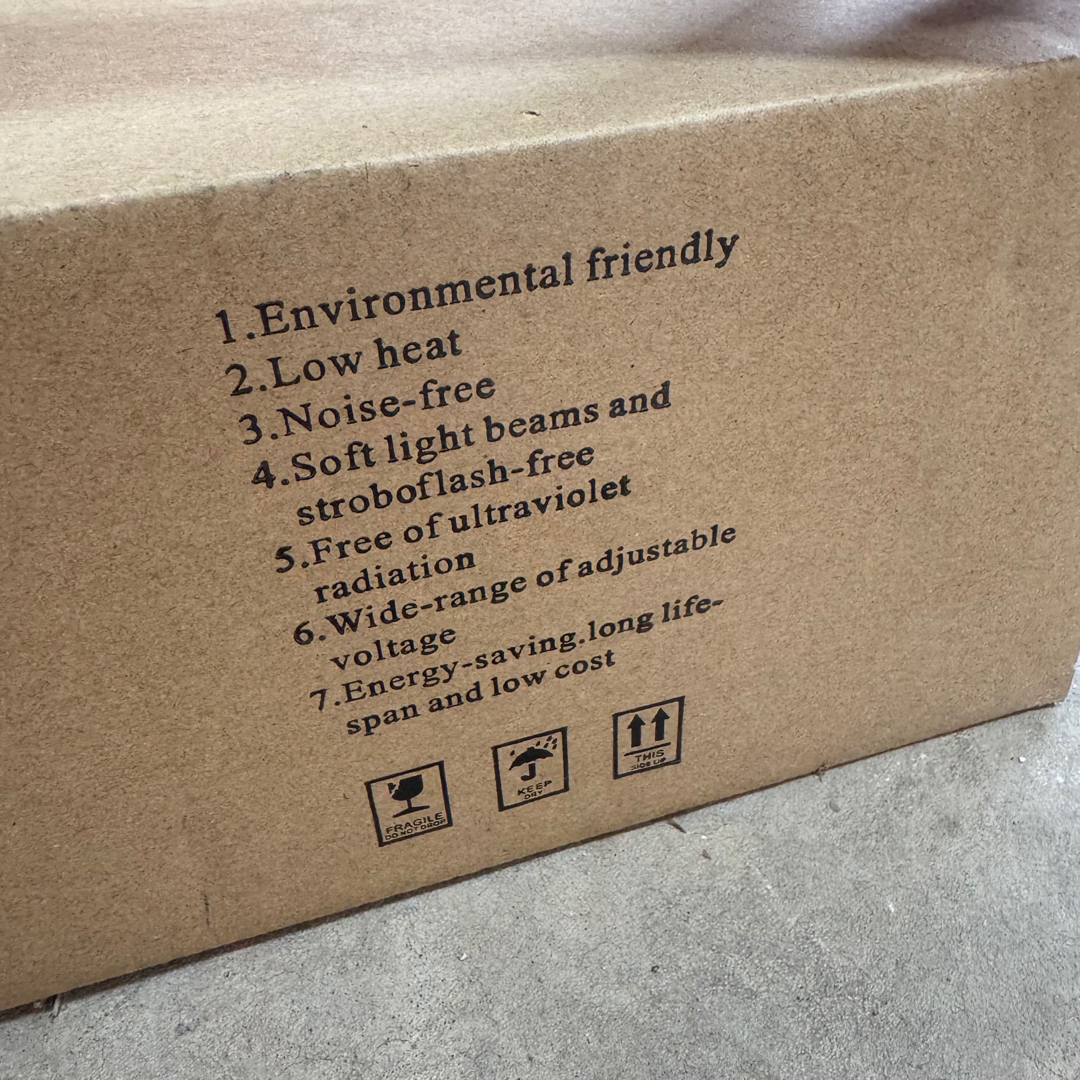 1.Environmental friendly
2.Low heat
3.Noise-free
4.Soft light beams and
stroboflash-free
5.Free of ultraviolet
radiation
6.Wide-range of adjustable
voltage
7.Energy-saving.long life-
span and low cost
FRAGILE
DO NOT DROP
KEEP
DRY
THIS
SIDE UP